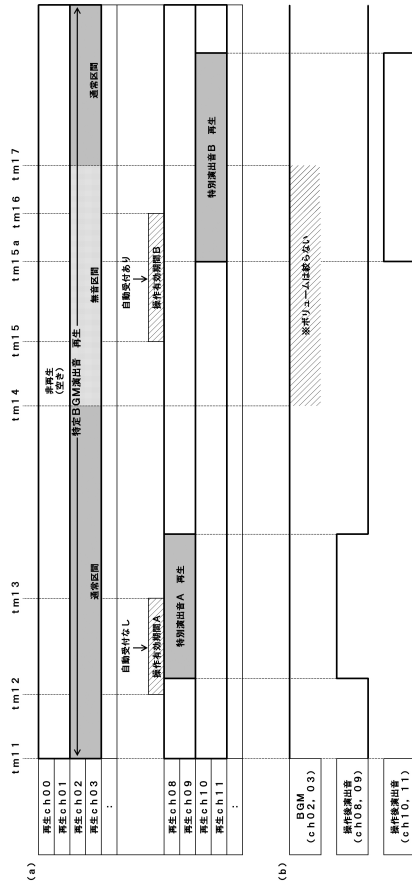 (a)
tm11
tm12
tm13
tm14
tm15
tm15a
tm16
tm17
再生ch00
再生ch01
再生ch02
再生ch03
:
非再生
(空き)
特定BGM演出音 再生
通常区間
無音区間
通常区間
自動受付なし
操作有効期間A
自動受付あり
操作有効期間B
再生ch08
再生ch09
再生ch10
再生ch11
:
特別演出音A 再生
特別演出音B 再生
(b)
BGM
(ch02, 03)
※ボリュームは絞らない
操作後演出音
(ch08, 09)
操作後演出音
(ch10, 11)